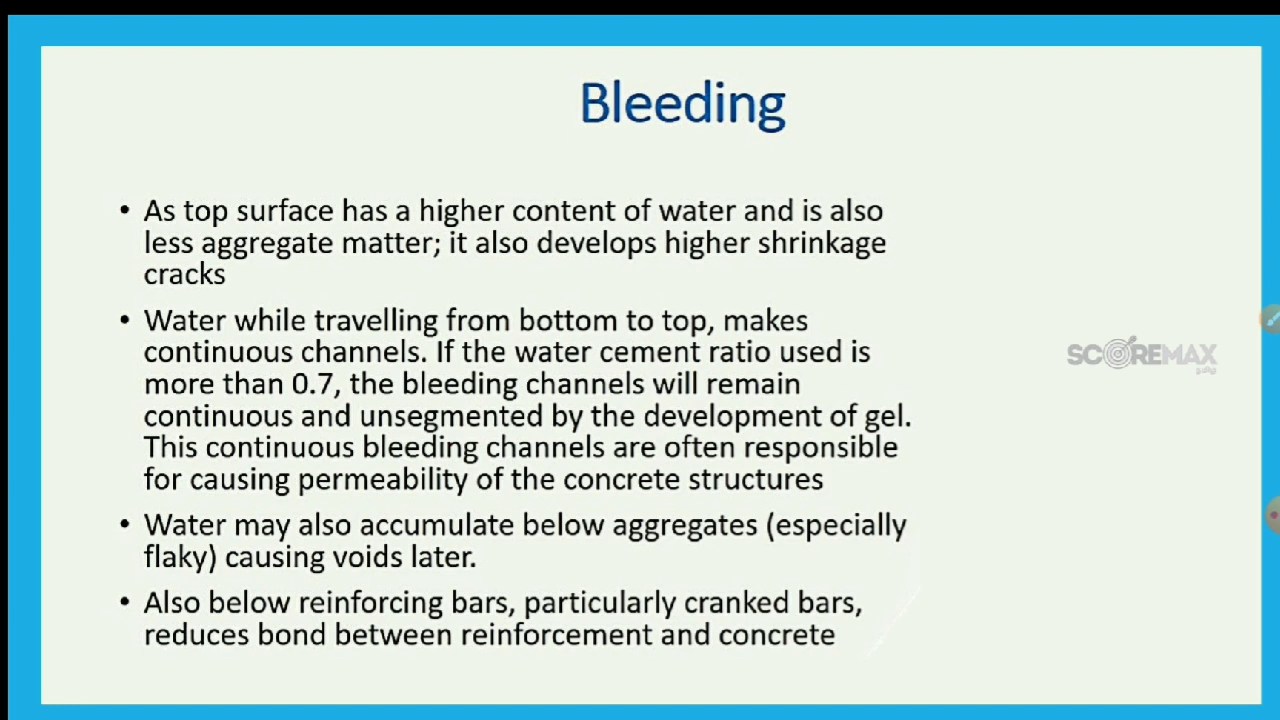 Bleeding
• As top surface has a higher content of water and is also
less aggregate matter; it also develops higher shrinkage
cracks
• Water while travelling from bottom to top, makes
continuous channels. If the water cement ratio used is
more than 0.7, the bleeding channels will remain
continuous and unsegmented by the development of gel.
This continuous bleeding channels are often responsible
for causing permeability of the concrete structures
SCOREMAX
• Water may also accumulate below aggregates (especially
flaky) causing voids later.
• Also below reinforcing bars, particularly cranked bars,
reduces bond between reinforcement and concrete